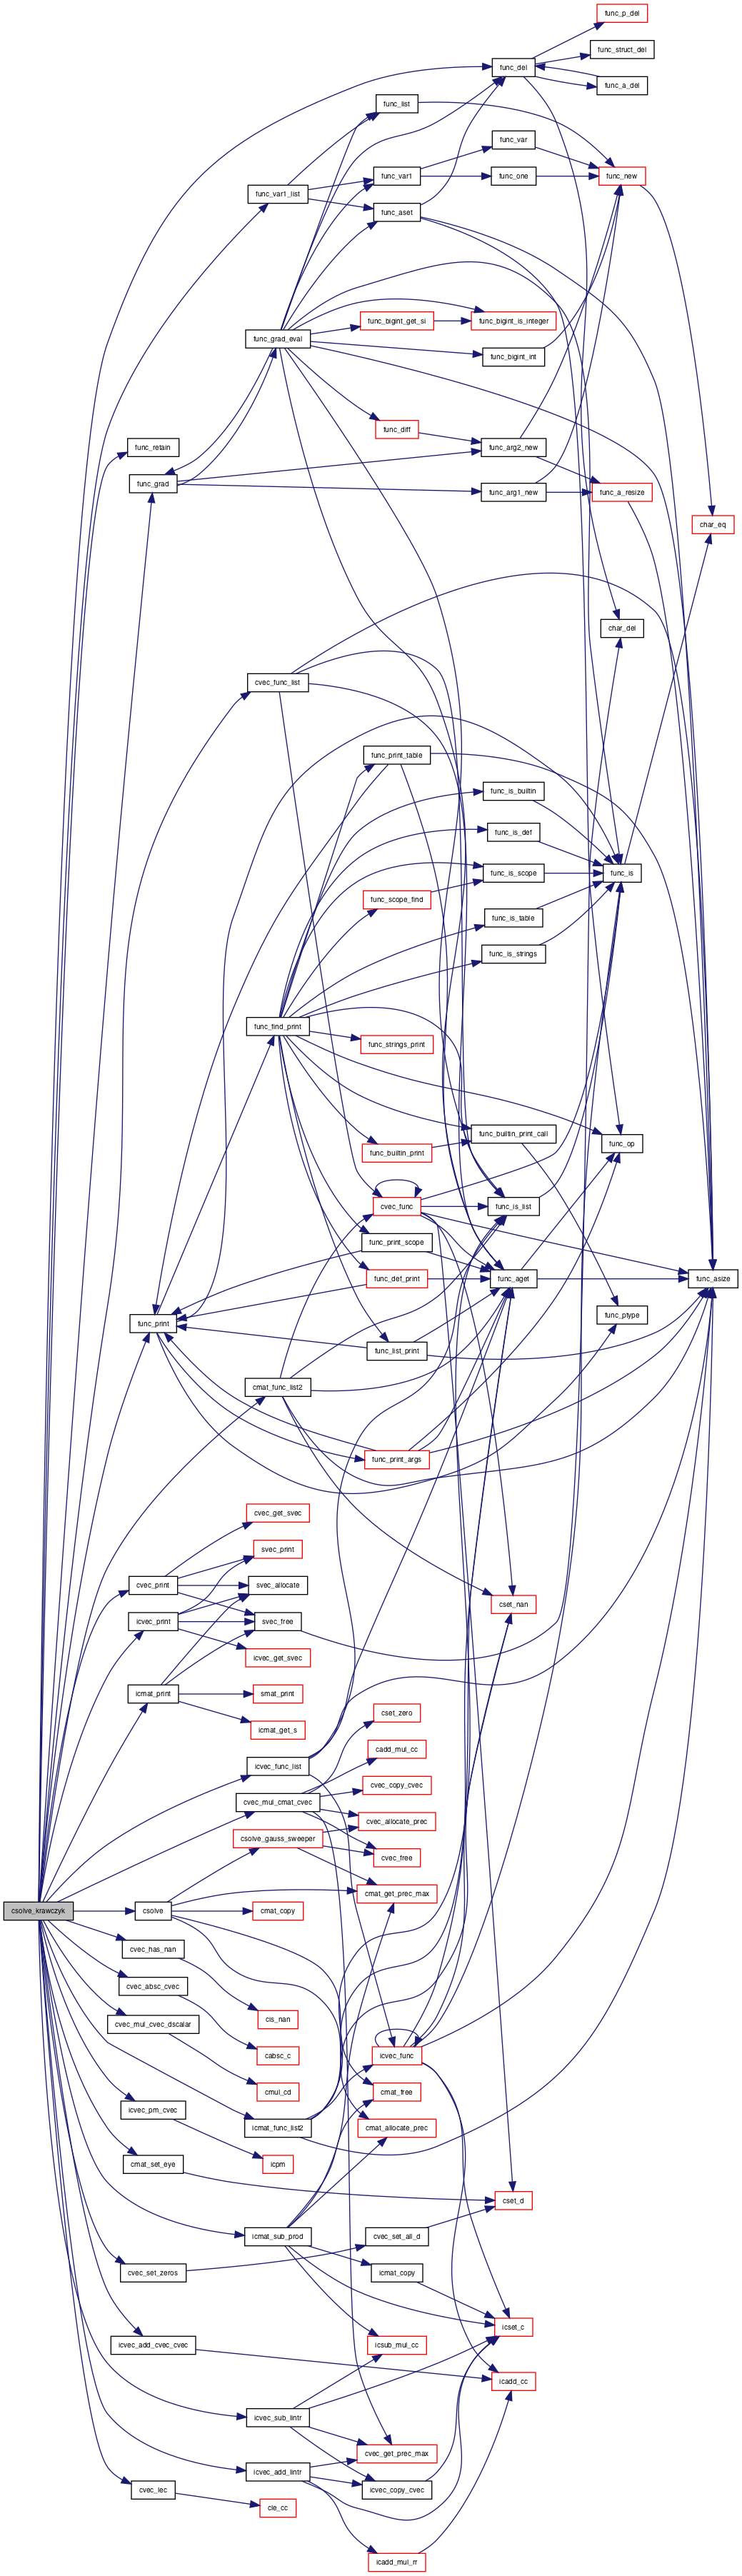 func_p_del
func_struct_del
func_del
func_a_del
func_list
func_var
func_var1
func_one
func_new
func_var1_list
func_aset
func_bigint_get_si
func_bigint_is_integer
func_grad_eval
func_bigint_int
func_diff
func_retain
func_arg2_new
func_grad
func_arg1_new
func_a_resize
char_eq
char_del
cvec_func_list
func_print_table
func_is_builtin
func_is_def
func_is_scope
func_is
func_scope_find
func_is_table
func_is_strings
func_find_print
func_strings_print
func_builtin_print_call
func_op
func_builtin_print
cvec_func
func_is_list
func_print_scope
func_def_print
func_aget
func_asize
func_ptype
func_print
func_list_print
cmat_func_list2
func_print_args
cvec_get_svec
cset_nan
svec_print
cvec_print
svec_allocate
icvec_print
svec_free
icvec_get_svec
icmat_print
smat_print
cset_zero
icmat_get_s
cadd_mul_cc
icvec_func_list
cvec_copy_cvec
cvec_mul_cmat_cvec
cvec_allocate_prec
csolve_gauss_sweeper
cvec_free
cmat_get_prec_max
csolve_krawczyk
csolve
cmat_copy
cvec_has_nan
cvec_absc_cvec
cis_nan
cvec_mul_cvec_dscalar
cabsc_c
icvec_func
cmul_cd
cmat_free
icvec_pm_cvec
icmat_func_list2
cmat_allocate_prec
cmat_set_eye
icpm
cset_d
icmat_sub_prod
cvec_set_all_d
cvec_set_zeros
icmat_copy
icset_c
icvec_add_cvec_cvec
icsub_mul_cc
icadd_cc
icvec_sub_lintr
cvec_get_prec_max
icvec_add_lintr
cvec_lec
icvec_copy_cvec
cle_cc
icadd_mul_rr